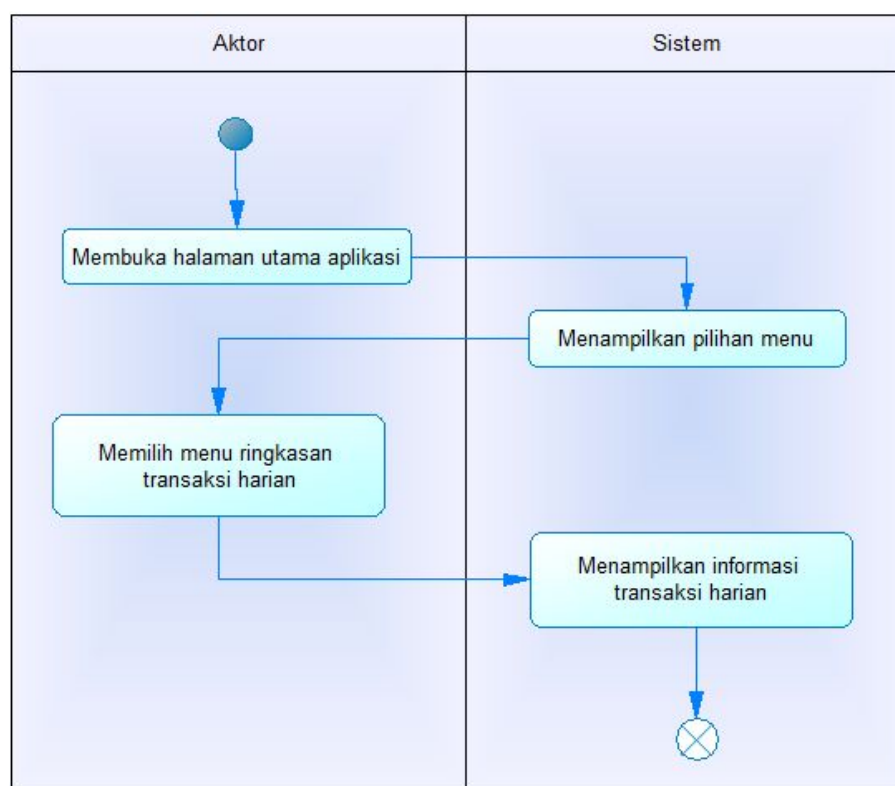 Aktor
Sistem
Membuka halaman utama aplikasi
Menampilkan pilihan menu
Memilih menu ringkasan
transaksi harian
Menampilkan informasi
transaksi harian